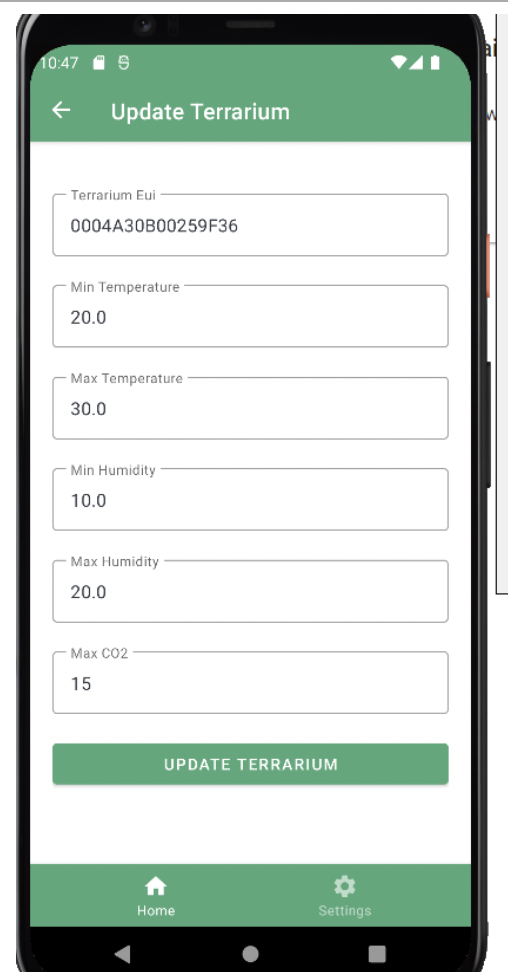 10:47
Update Terrarium
Terrarium Eui
0004A30B00259F36
Min Temperature
20.0
Max Temperature
30.0
Min Humidity
10.0
Max Humidity
20.0
Max CO2
15
UPDATE TERRARIUM
Home
Settings